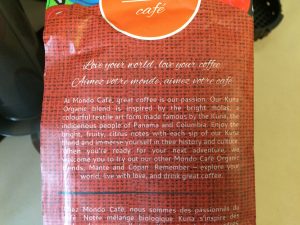 café
Love your world, love your coffee
Aimez votre monde, aimez votre café
At Mondo Café, great coffee is our passion. Our Kuna
Organic blend is inspired by the bright molas, a
colourful textile art form made famous by the Kuna, the
indigenous people of Panama and Columbia. Enjoy the
bright, fruity, citrus notes with each sip of our Kuna
blend and immerse yourself in their history and culture.
When you're ready for your next adventure, we
welcome you to try out our other Mondo Café Organic
blends, Mante and Copan. Remember – explore your
world, live with love, and drink great coffee.
Chez Mondo Café, nous sommes des passionnés du
café. Notre mélange biologique Kuna s'inspire des